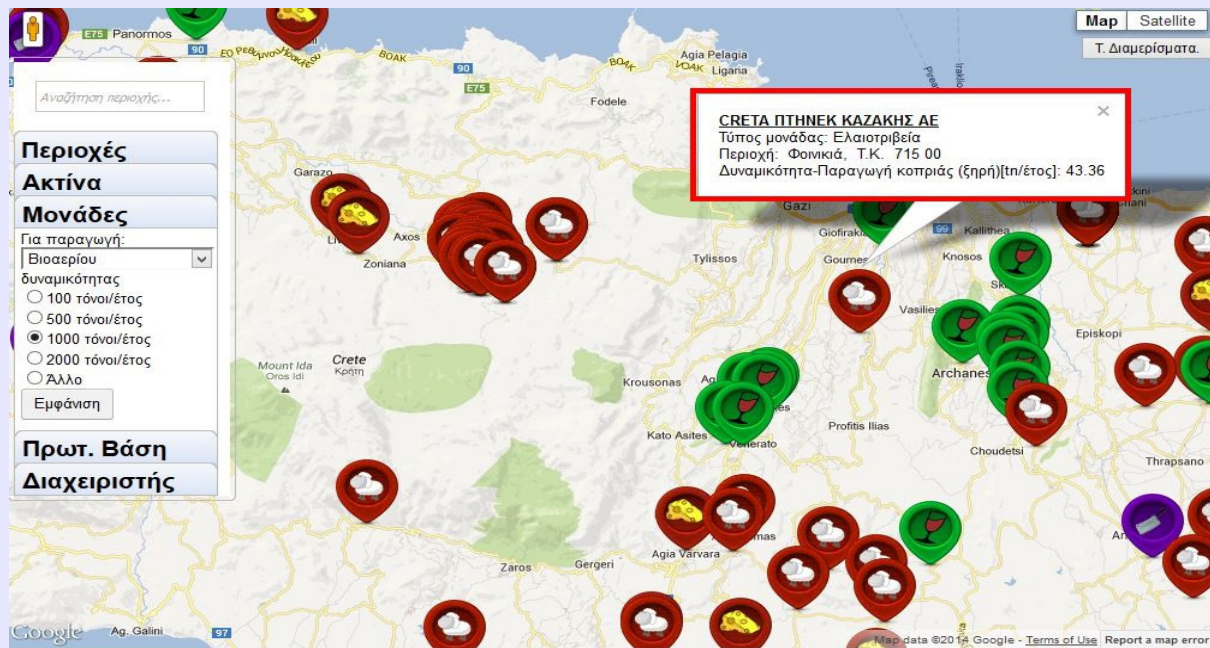 E75 Panormos
90
ΒΟΑΚ
90
E75
ΒΟΑΚ
Agia Pelagia
ΒΟΑΚ Ligaria
Map Satellite
Τ. Διαμερίσματα.
Fodele
Αναζήτηση περιοχής...
Περιοχές
Ακτίνα
Μονάδες
Για παραγωγή:
Βιοαερίου
δυναμικότητας
100 τόνοι/έτος
500 τόνοι/έτος
1000 τόνοι/έτος
2000 τόνοι/έτος
Άλλο
Εμφάνιση
Πρωτ. Βάση
Διαχειριστής
CRETA ΠΤΗΝΕΚ ΚΑΖΑΚΗΣ ΑΕ
Τύπος μονάδας: Ελαιοτριβεία
Περιοχή: Φοινικιά, Τ.Κ. 715 00
Δυναμικότητα-Παραγωγή κοπριάς (ξηρή)[tn/έτος]: 43.36
Garazo
Axos
Zoniana
Gazi
Tylissos
Gournes
99
Kallithea
Knosos
Episkopi
Mount Ida
Oros Idi
Crete
Κρήτη
Krousonas
Archanes
Kato Asites
Profitis Ilias
Choudetsi
Thrapsano
Agia Varvara
Zaros
Gergeri
Google
Ag. Galini
97
Map data ©2014 Google - Terms of Use Report a map error